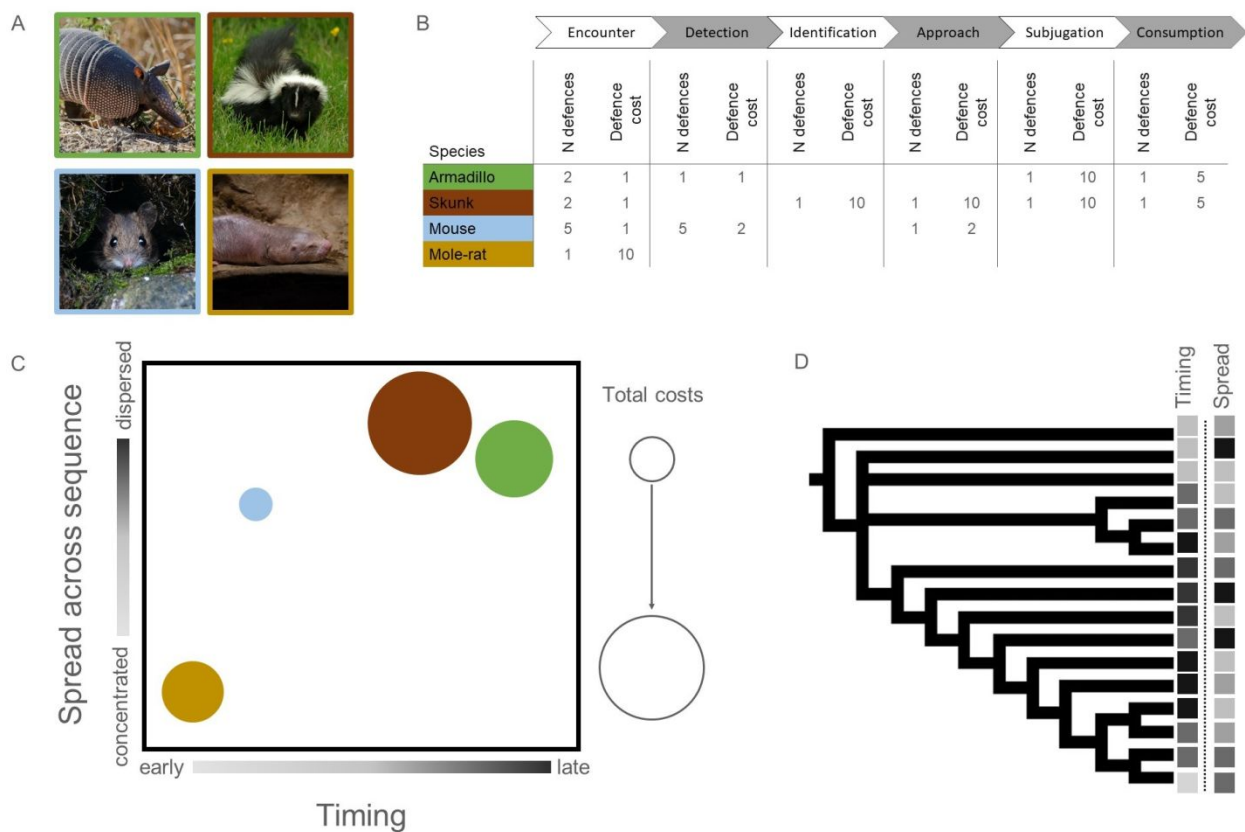 A
B
Encounter Detection Identification Approach Subjugation Consumption
Species N defences Defence cost N defences Defence cost N defences Defence cost N defences Defence cost N defences Defence cost N defences Defence cost
Armadillo 2 1 1 1 1 10 1 5
Skunk 2 1 1 10 1 10 1 10 1 5
Mouse 5 1 5 2 1 2
Mole-rat 1 10
C
Spread across sequence
concentrated dispersed
Total costs
early late
Timing
D
Timing Spread